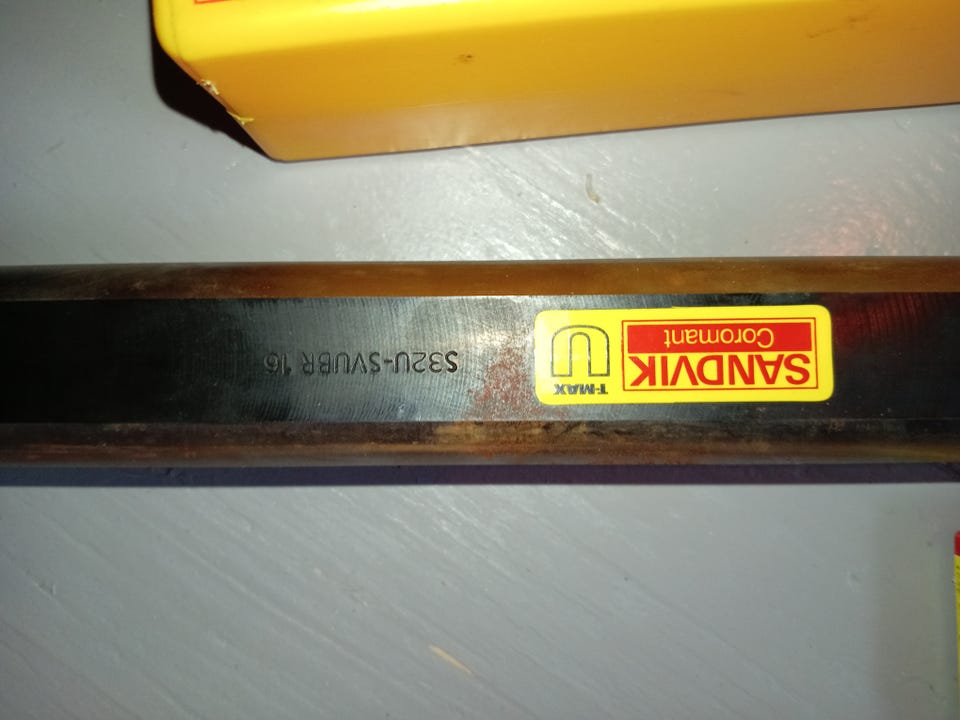 SANDVIK
Coromant
T-MAX
U
S32U-SVUBR 16